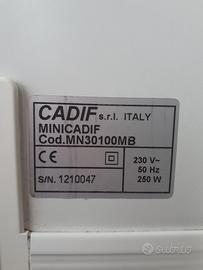 CADIF s.r.l. ITALY
MINICADIF
Cod.MN30100MB
CE
230 V~
50 Hz
250 W
S/N. 1210047
subito